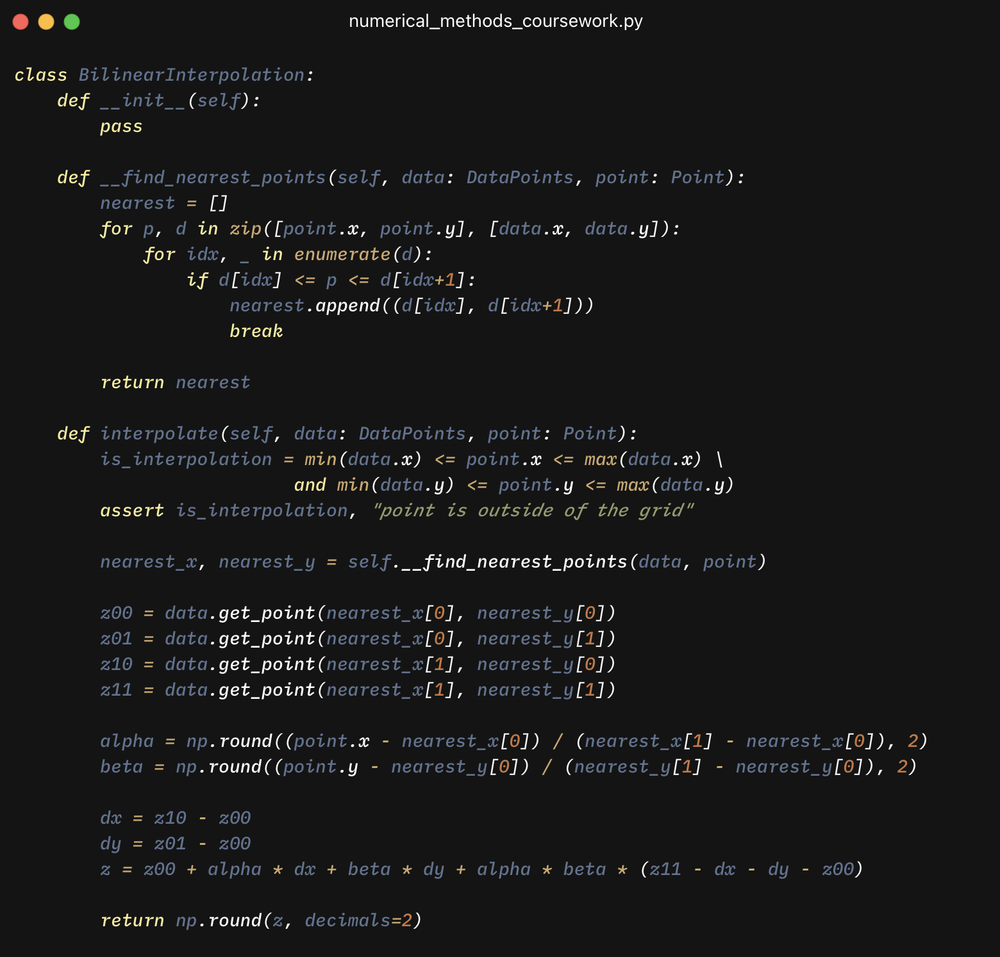 numerical_methods_coursework.py
class BilinearInterpolation:
    def __init__(self):
        pass
    def __find_nearest_points(self, data: DataPoints, point: Point):
        nearest = []
        for p, d in zip([point.x, point.y], [data.x, data.y]):
            for idx, _ in enumerate(d):
                if d[idx] <= p <= d[idx+1]:
                    nearest.append((d[idx], d[idx+1]))
                    break
        return nearest
    def interpolate(self, data: DataPoints, point: Point):
        is_interpolation = min(data.x) <= point.x <= max(data.x) \
                          and min(data.y) <= point.y <= max(data.y)
        assert is_interpolation, "point is outside of the grid"
        nearest_x, nearest_y = self.__find_nearest_points(data, point)
        z00 = data.get_point(nearest_x[0], nearest_y[0])
        z01 = data.get_point(nearest_x[0], nearest_y[1])
        z10 = data.get_point(nearest_x[1], nearest_y[0])
        z11 = data.get_point(nearest_x[1], nearest_y[1])
        alpha = np.round((point.x - nearest_x[0]) / (nearest_x[1] - nearest_x[0]), 2)
        beta = np.round((point.y - nearest_y[0]) / (nearest_y[1] - nearest_y[0]), 2)
        dx = z10 - z00
        dy = z01 - z00
        z = z00 + alpha * dx + beta * dy + alpha * beta * (z11 - dx - dy - z00)
        return np.round(z, decimals=2)